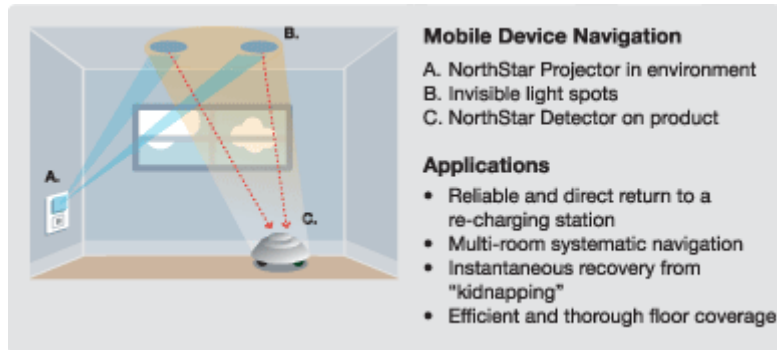 B.
A.
C.
Mobile Device Navigation
A. NorthStar Projector in environment
B. Invisible light spots
C. NorthStar Detector on product
Applications
• Reliable and direct return to a
re-charging station
• Multi-room systematic navigation
• Instantaneous recovery from
"kidnapping"
• Efficient and thorough floor coverage